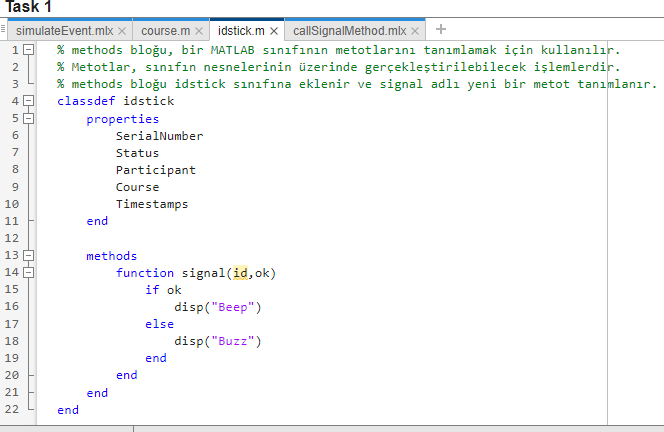 Task 1
simulateEvent.mlx × course.m × idstick.m × callSignalMethod.mlx × +
1 % methods bloğu, bir MATLAB sınıfının metotlarını tanımlamak için kullanılır.
2 % Metotlar, sınıfın nesnelerinin üzerinde gerçekleştirilebilecek işlemlerdir.
3 % methods bloğu idstick sınıfına eklenir ve signal adlı yeni bir metot tanımlanır.
4 classdef idstick
5 properties
6 SerialNumber
7 Status
8 Participant
9 Course
10 Timestamps
11 end
12
13 methods
14 function signal(id,ok)
15 if ok
16 disp("Beep")
17 else
18 disp("Buzz")
19 end
20 end
21 end
22 end